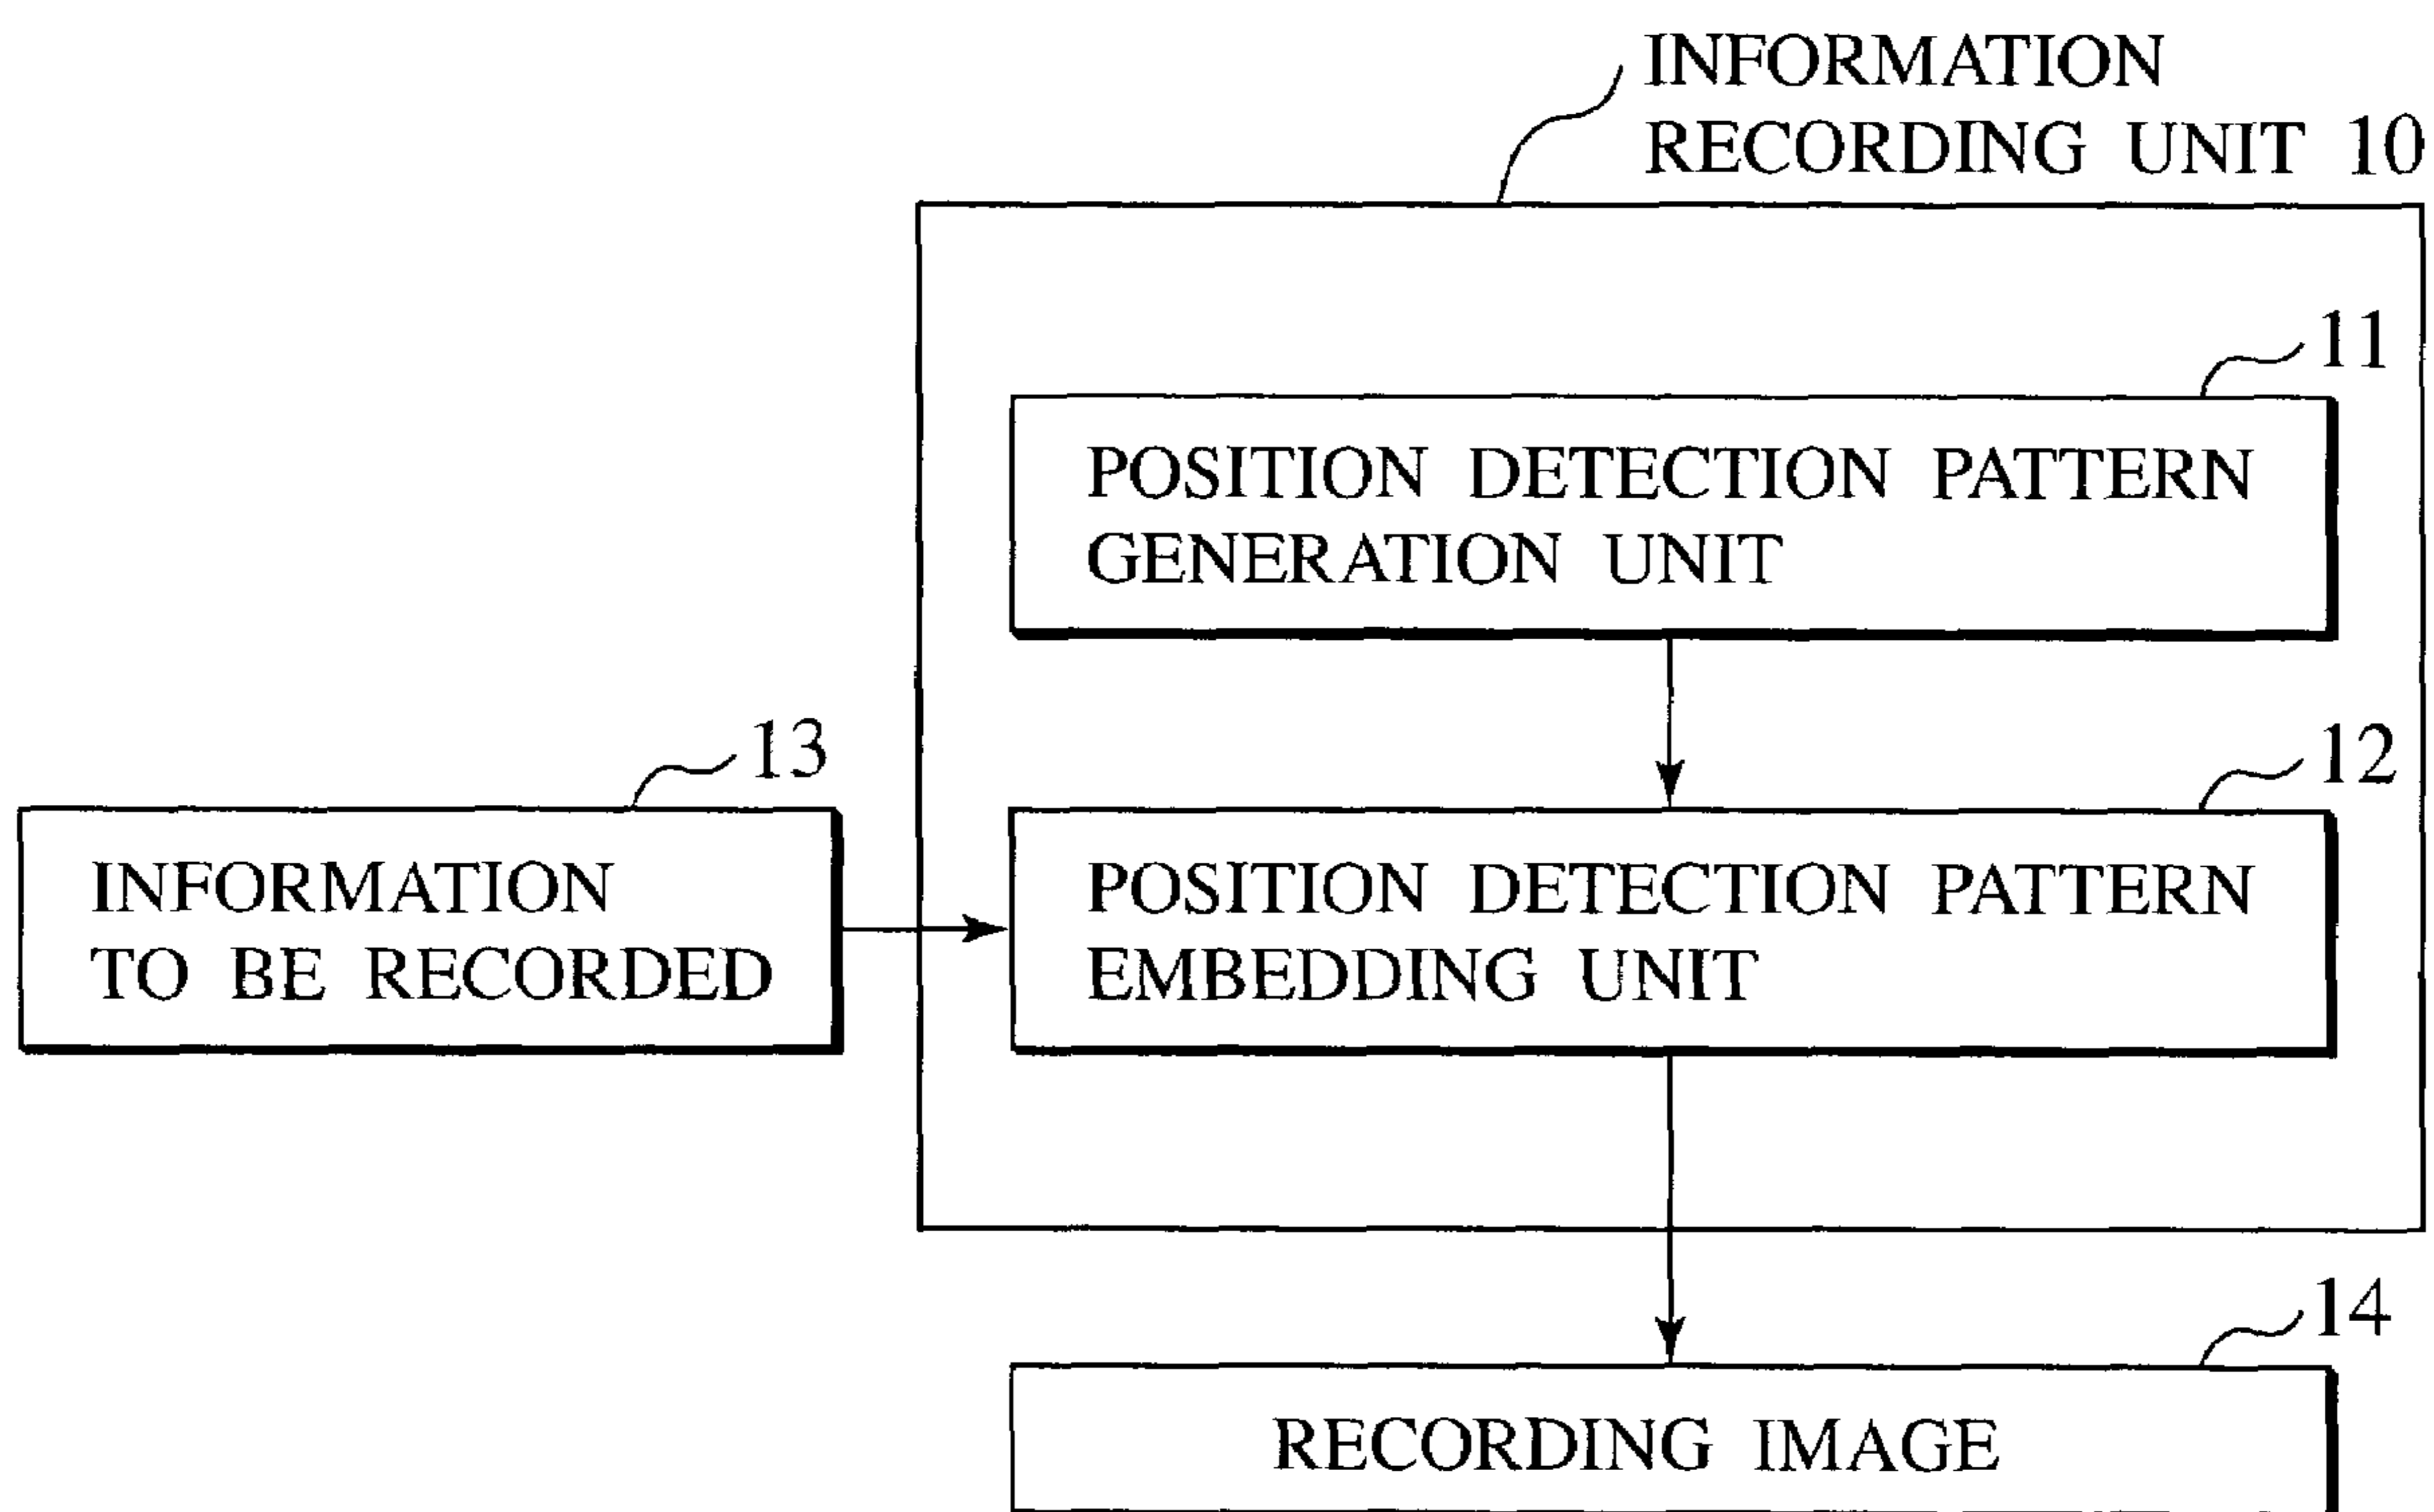 INFORMATION
RECORDING UNIT 10
11
POSITION DETECTION PATTERN
GENERATION UNIT
13
12
INFORMATION
TO BE RECORDED
POSITION DETECTION PATTERN
EMBEDDING UNIT
14
RECORDING IMAGE